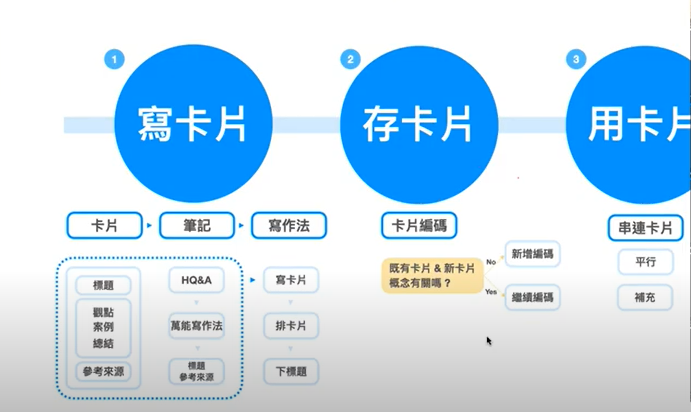 1
寫卡片
2
存卡片
3
用卡片
卡片
筆記
寫作法
卡片編碼
串連卡片
標題
觀點
案例
總結
參考來源
HQ&A
萬能寫作法
標題
參考來源
寫卡片
排卡片
下標題
既有卡片 & 新卡片
概念有關嗎？
No
Yes
新增編碼
繼續編碼
平行
補充